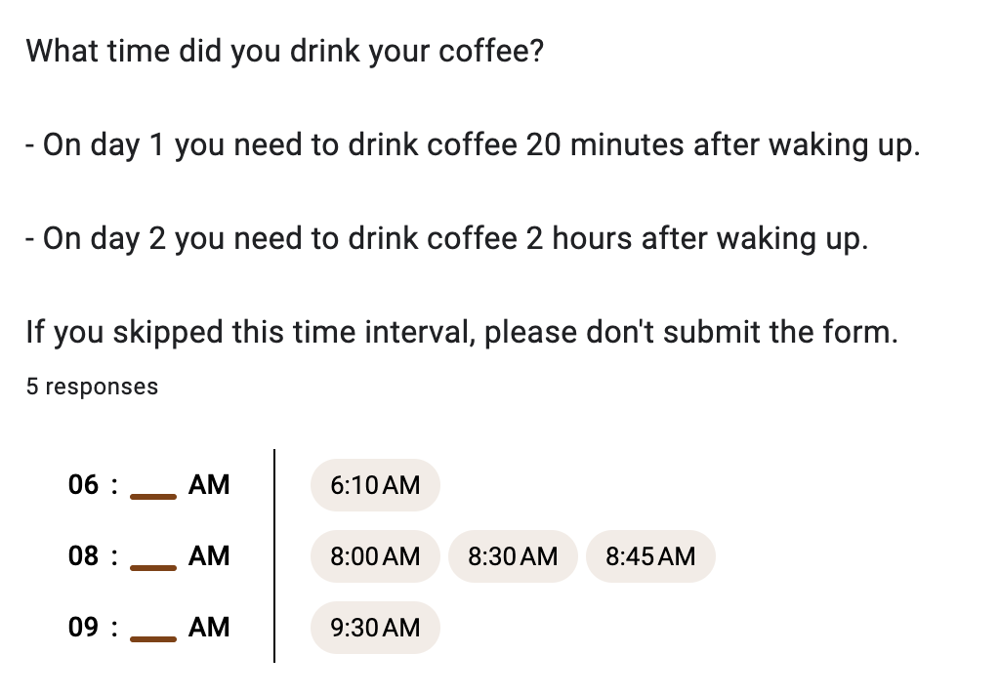 What time did you drink your coffee?
- On day 1 you need to drink coffee 20 minutes after waking up.
- On day 2 you need to drink coffee 2 hours after waking up.
If you skipped this time interval, please don't submit the form.
5 responses
06 : __ AM 6:10 AM
08 : __ AM 8:00 AM 8:30 AM 8:45 AM
09 : __ AM 9:30 AM